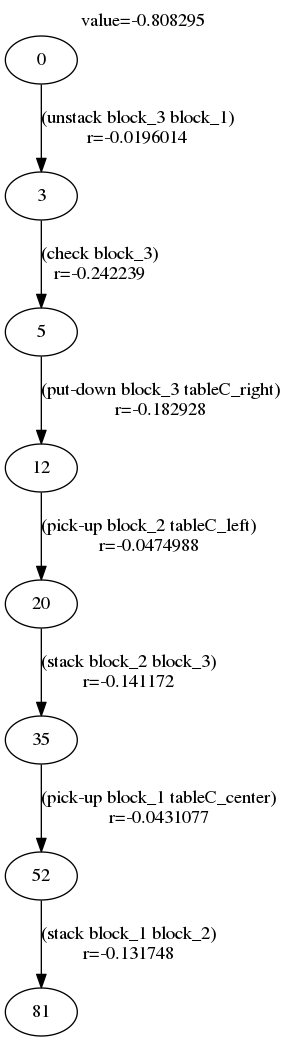 value=-0.808295
0
(unstack block_3 block_1)
r=-0.0196014
3
(check block_3)
r=-0.242239
5
(put-down block_3 tableC_right)
r=-0.182928
12
(pick-up block_2 tableC_left)
r=-0.0474988
20
(stack block_2 block_3)
r=-0.141172
35
(pick-up block_1 tableC_center)
r=-0.0431077
52
(stack block_1 block_2)
r=-0.131748
81